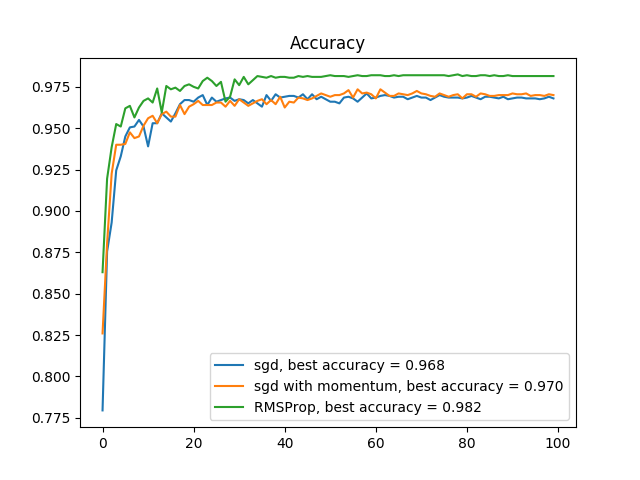 Accuracy
0.975
0.950
0.925
0.900
0.875
0.850
0.825
0.800
0.775
sgd, best accuracy = 0.968
sgd with momentum, best accuracy = 0.970
RMSProp, best accuracy = 0.982
0 20 40 60 80 100